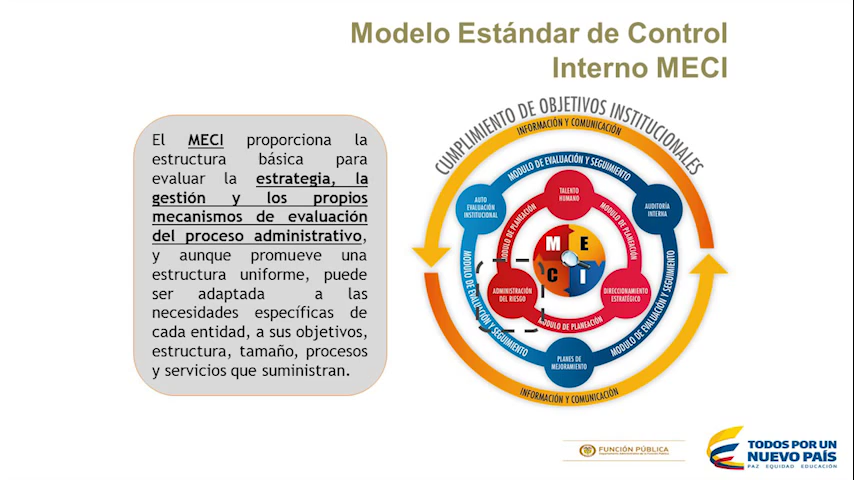 Modelo Estándar de Control
Interno MECI
El MECI proporciona la
estructura básica para
evaluar la estrategia, la
gestión y los propios
mecanismos de evaluación
del proceso administrativo,
y aunque promueve una
estructura uniforme, puede
ser adaptada a las
necesidades específicas de
cada entidad, a sus objetivos,
estructura, tamaño, procesos
y servicios que suministran.
CUMPLIMIENTO DE OBJETIVOS INSTITUCIONALES
INFORMACIÓN Y COMUNICACIÓN
MODULO DE EVALUACIÓN Y SEGUIMIENTO
TALENTO
HUMANO
AUTO
EVALUACIÓN
INSTITUCIONAL
AUDITORÍA
INTERNA
MODULO DE PLANEACIÓN
MODULO DE PLANEACIÓN
M E
C I
ADMINISTRACIÓN
DEL RIESGO
DIRECCIONAMIENTO
ESTRATÉGICO
MODULO DE PLANEACIÓN
MODULO DE EVALUACIÓN Y SEGUIMIENTO
MODULO DE EVALUACIÓN Y SEGUIMIENTO
PLANES DE
MEJORAMIENTO
INFORMACIÓN Y COMUNICACIÓN
FUNCIÓN PÚBLICA
TODOS POR UN
NUEVO PAÍS
PAZ EQUIDAD EDUCACIÓN